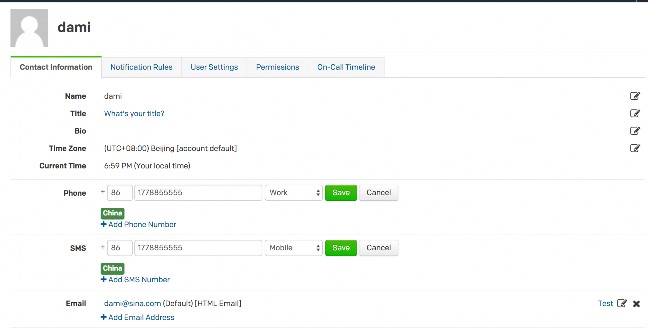 dami
Contact Information Notification Rules User Settings Permissions On-Call Timeline
Name dami
Title What's your title?
Bio
Time Zone (UTC+08:00) Beijing [account default]
Current Time 6:59 PM (Your local time)
Phone + 86 1778855555 Work Save Cancel
China
+ Add Phone Number
SMS + 86 1778855555 Mobile Save Cancel
China
+ Add SMS Number
Email dami@sina.com (Default) [HTML Email] Test
+ Add Email Address